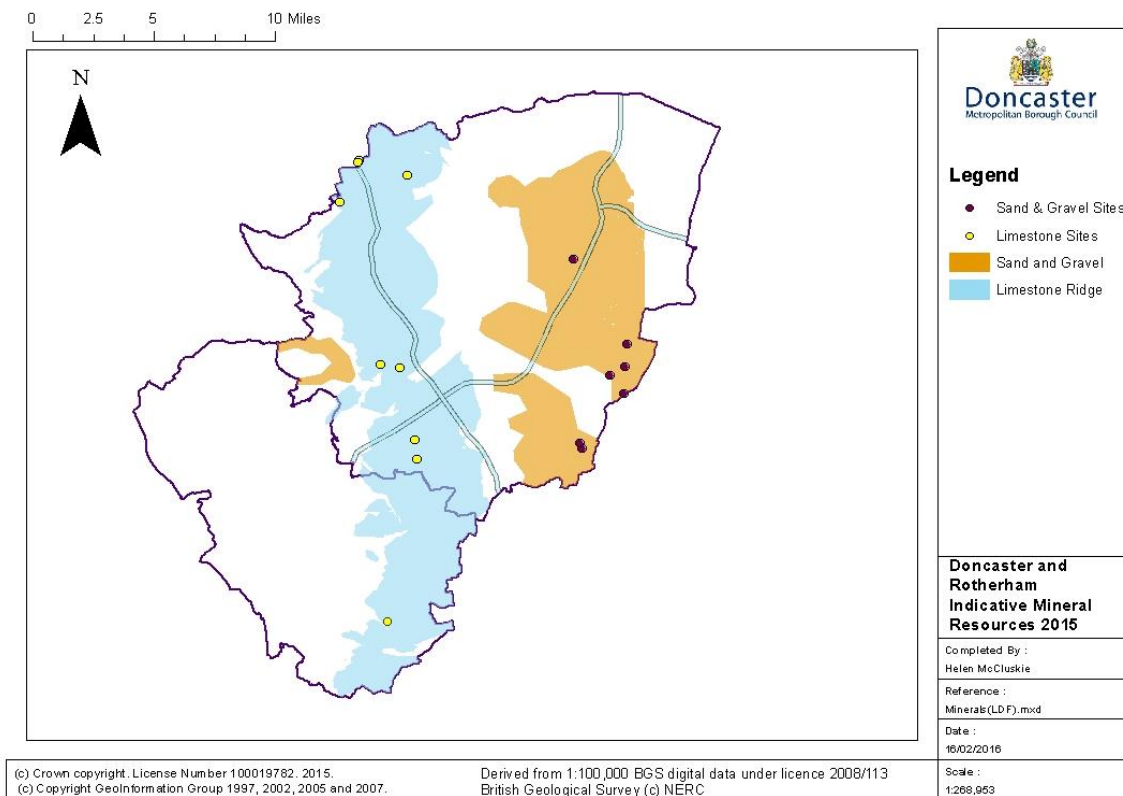 0 2.5 5 10 Miles
N
Doncaster
Metropolitan Borough Council
Legend
Sand & Gravel Sites
Limestone Sites
Sand and Gravel
Limestone Ridge
Doncaster and
Rotherham
Indicative Mineral
Resources 2015
Completed By :
Helen McCluskie
Reference :
Minerals(LDF).mxd
Date :
16/02/2016
Scale :
1:268,953
(c) Crown copyright. License Number 100019782. 2015.
(c) Copyright GeoInformation Group 1997, 2002, 2005 and 2007.
Derived from 1:100,000 BGS digital data under licence 2008/113
British Geological Survey (c) NERC